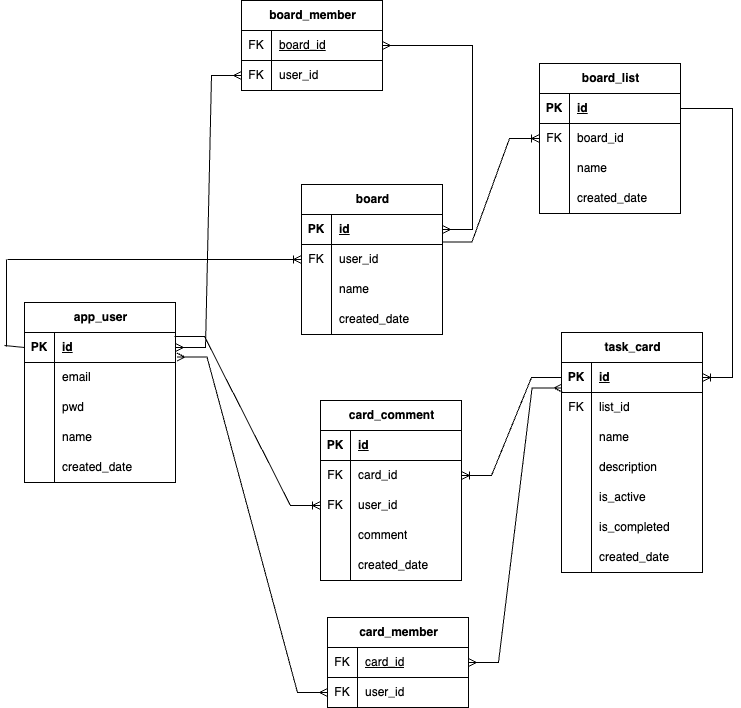 board_member
FK board_id
FK user_id
board_list
PK id
FK board_id
name
created_date
board
PK id
FK user_id
name
created_date
app_user
PK id
email
pwd
name
created_date
task_card
PK id
FK list_id
name
description
is_active
is_completed
created_date
card_comment
PK id
FK card_id
FK user_id
comment
created_date
card_member
FK card_id
FK user_id